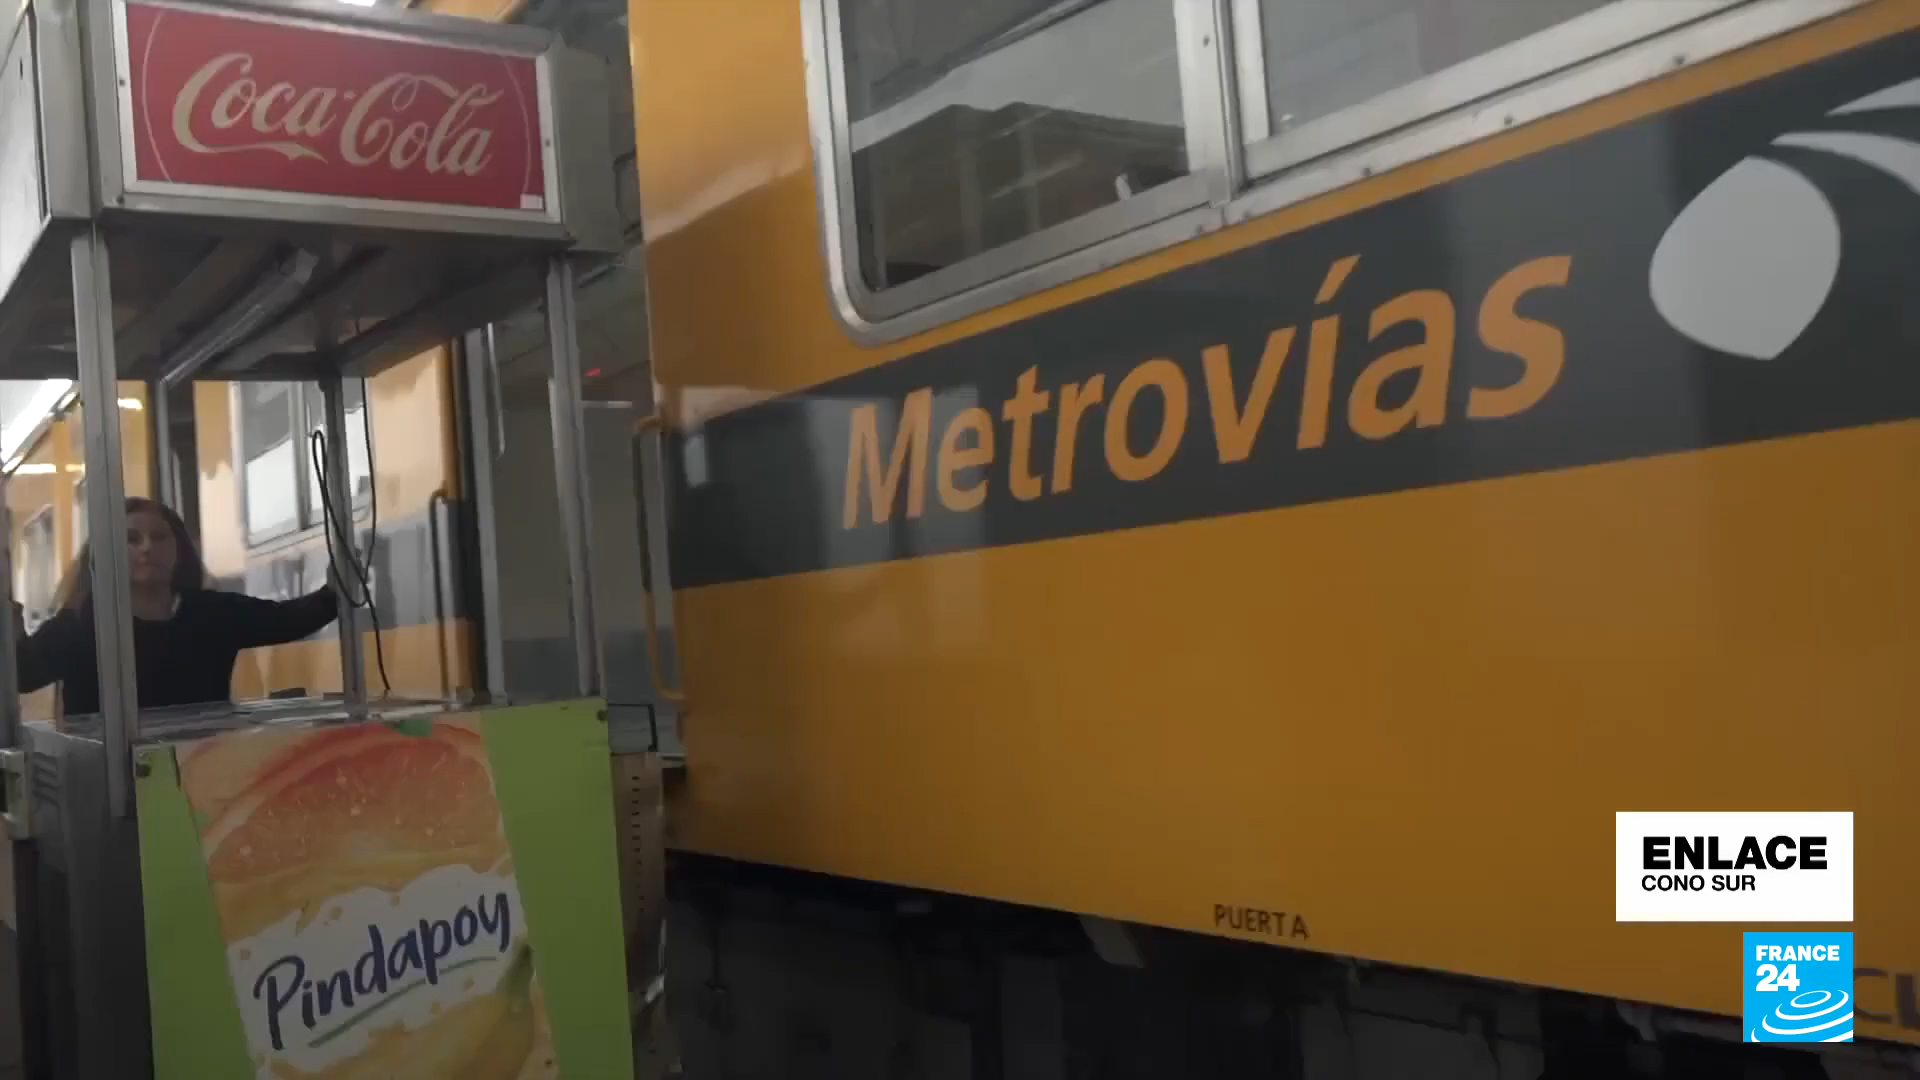 Coca-Cola
Metrovías
Pindapoy
PUERTA
ENLACE
CONO SUR
FRANCE
24